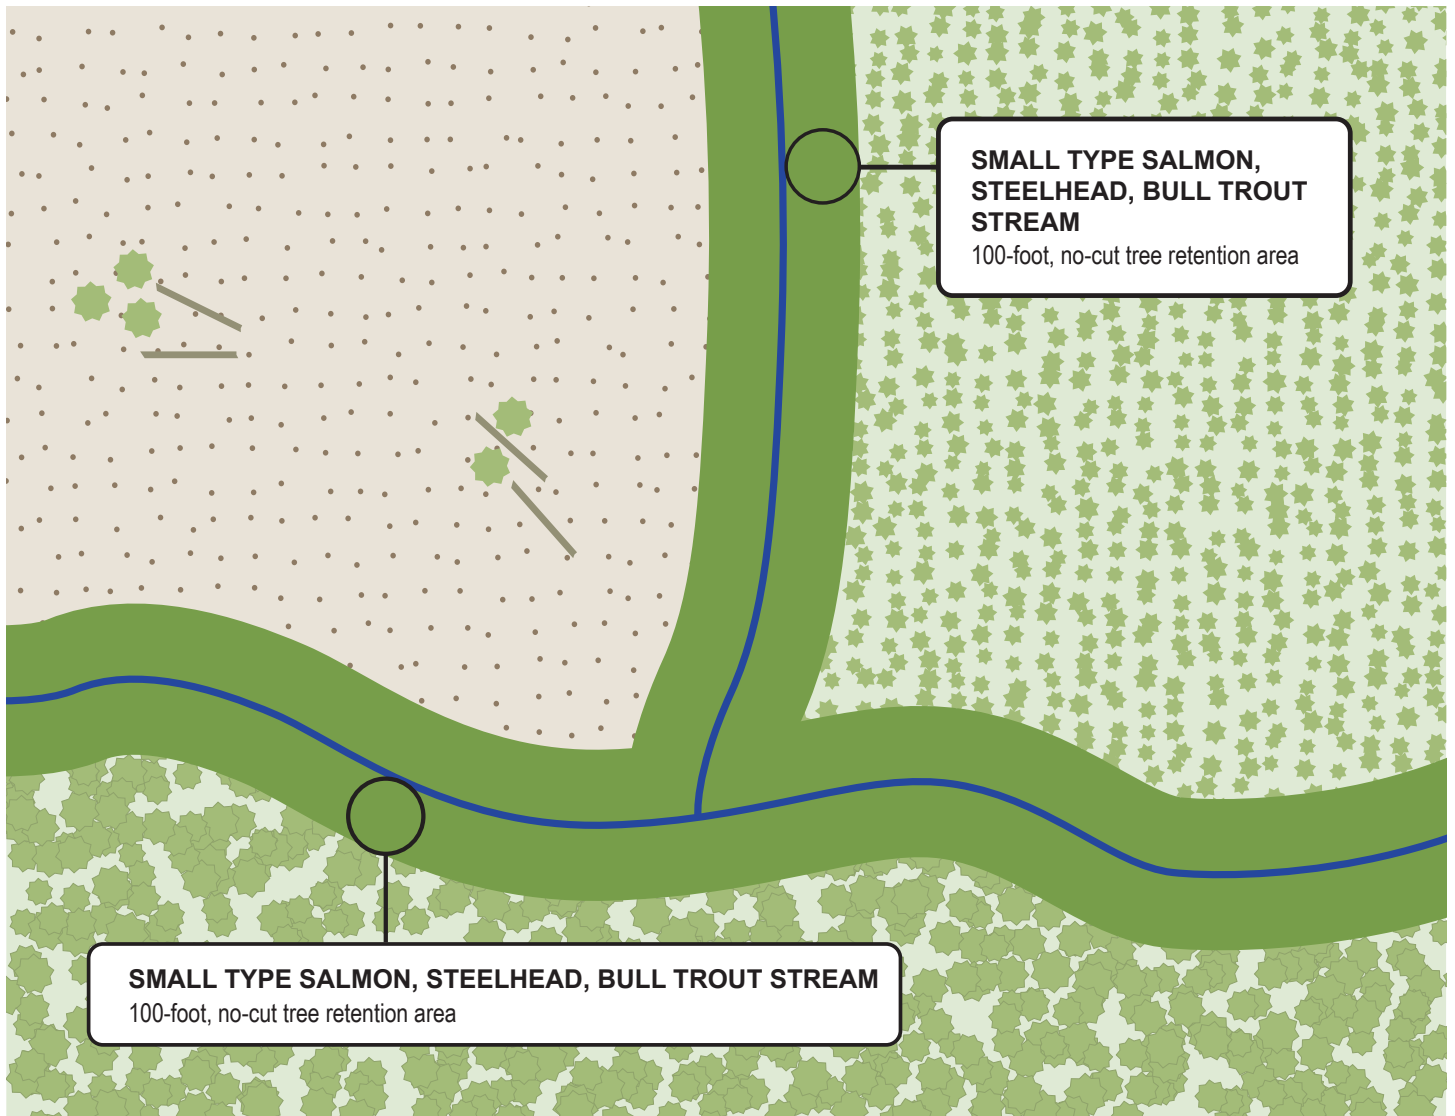 SMALL TYPE SALMON,
STEELHEAD, BULL TROUT
STREAM
100-foot, no-cut tree retention area
SMALL TYPE SALMON, STEELHEAD, BULL TROUT STREAM
100-foot, no-cut tree retention area